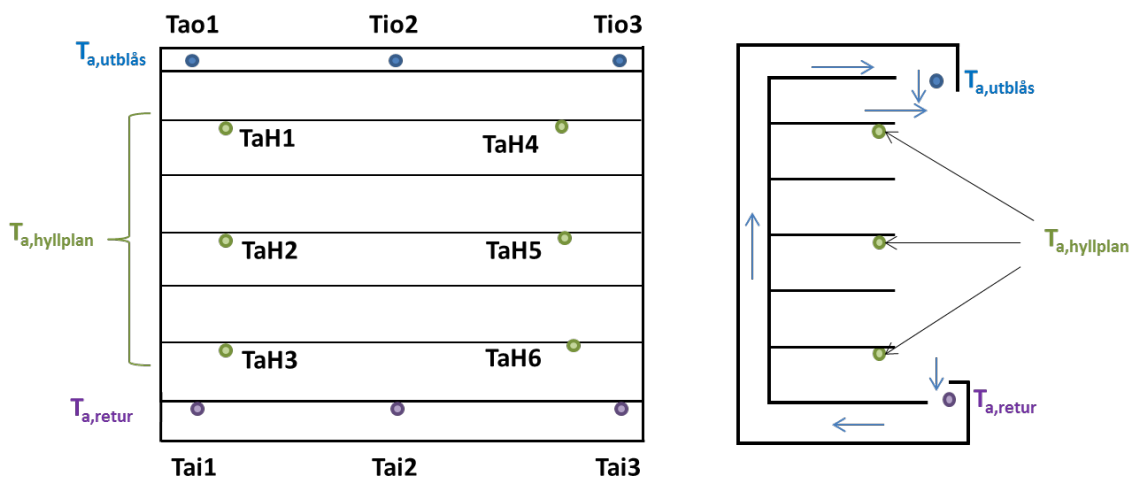 Tao1 Tio2 Tio3
Ta,utblås
TaH1 TaH4
Ta,hyllplan
TaH2 TaH5
TaH3 TaH6
Ta,retur
Tai1 Tai2 Tai3
Ta,utblås
Ta,hyllplan
Ta,retur